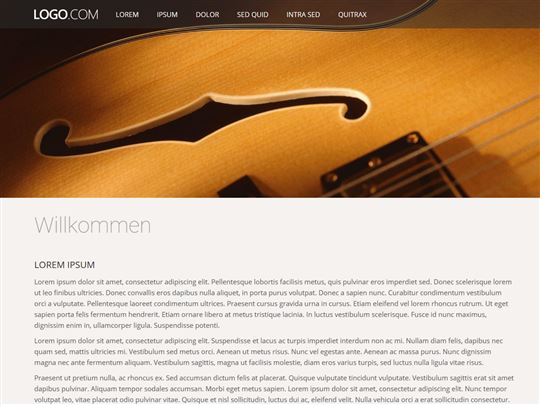 LOGO.COM LOREM IPSUM DOLOR SED QUID INTRA SED QUITRAX
Willkommen
LOREM IPSUM
Lorem ipsum dolor sit amet, consectetur adipiscing elit. Pellentesque lobortis facilisis metus, quis pulvinar eros imperdiet sed. Donec scelerisque lorem
ut leo finibus ultricies. Donec convallis eros dapibus nulla aliquet, in porta purus volutpat. Donec a sapien nunc. Curabitur condimentum vestibulum
orci a vulputate. Pellentesque laoreet condimentum ultrices. Praesent cursus gravida urna in cursus. Etiam eleifend vel lorem rhoncus rutrum. Ut eget
sapien in purus porta felis fermentum hendrerit. Etiam ornare libero at metus tristique lacinia. In luctus vestibulum scelerisque. Fusce id nunc maximus,
dignissim enim in, ullamcorper ligula. Suspendisse potenti.
Lorem ipsum dolor sit amet, consectetur adipiscing elit. Suspendisse et lacus ac turpis imperdiet interdum non ac mi. Nullam diam felis, dapibus nec
quam sed, mattis ultricies mi. Vestibulum sed metus orci. Aenean ut metus risus. Nunc vel egestas ante. Aenean ac massa purus. Nunc dignissim
magna nec ante fermentum aliquam. Vestibulum sagittis, magna ut facilisis molestie, diam eros varius turpis, sed luctus nulla ligula vitae risus.
Praesent ut pretium nulla, ac rhoncus ex. Sed accumsan dictum felis at placerat. Quisque vulputate tincidunt vulputate. Vestibulum sagittis erat sit amet
dapibus pulvinar. Aliquam tempor sodales accumsan. Morbi eget metus sapien. Lorem ipsum dolor sit amet, consectetur adipiscing elit. Nunc tempor
volutpat leo, vitae placerat odio volutpat at. Quisque et nisl sollicitudin, luctus dui ac, eleifend velit. Nulla vehicula orci a erat sollicitudin consectetur.